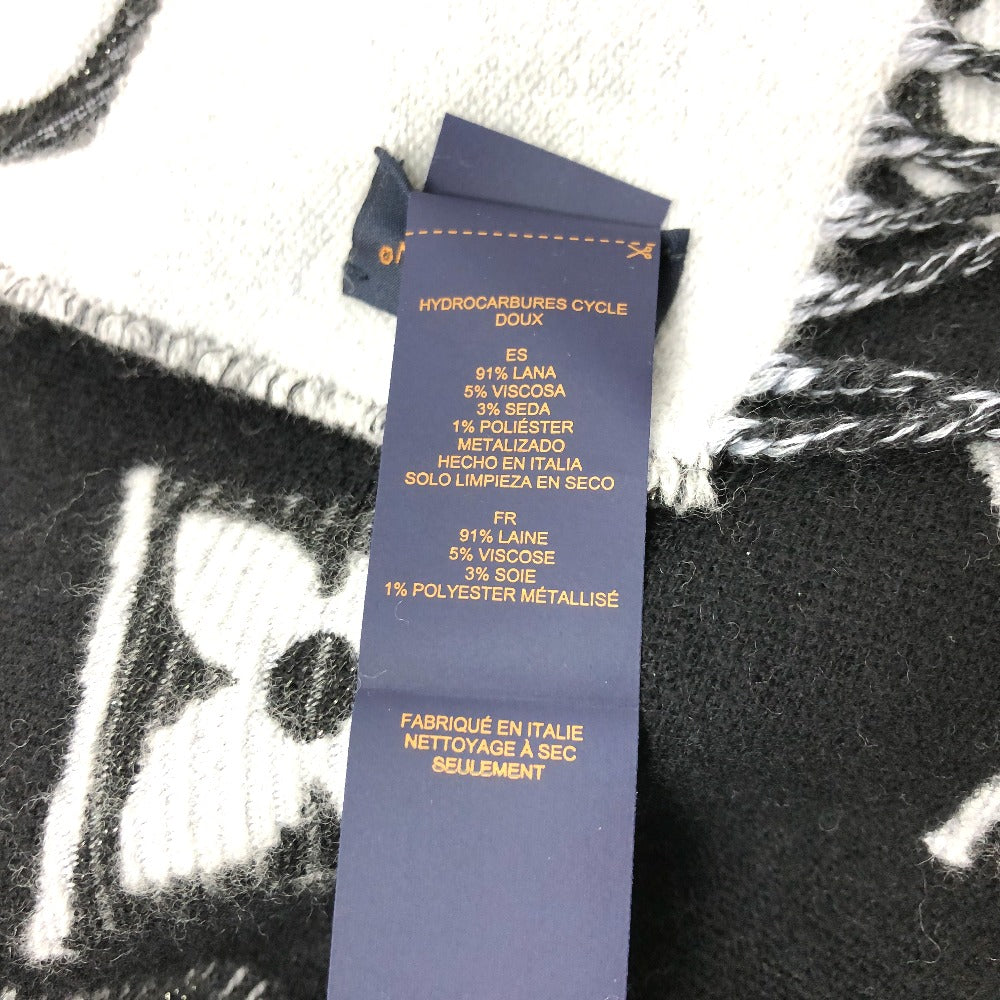 HYDROCARBURES CYCLE
DOUX
ES
91% LANA
5% VISCOSA
3% SEDA
1% POLIÉSTER
METALIZADO
HECHO EN ITALIA
SOLO LIMPIEZA EN SECO
FR
91% LAINE
5% VISCOSE
3% SOIE
1% POLYESTER MÉTALLISÉ
FABRIQUÉ EN ITALIE
NETTOYAGE À SEC
SEULEMENT